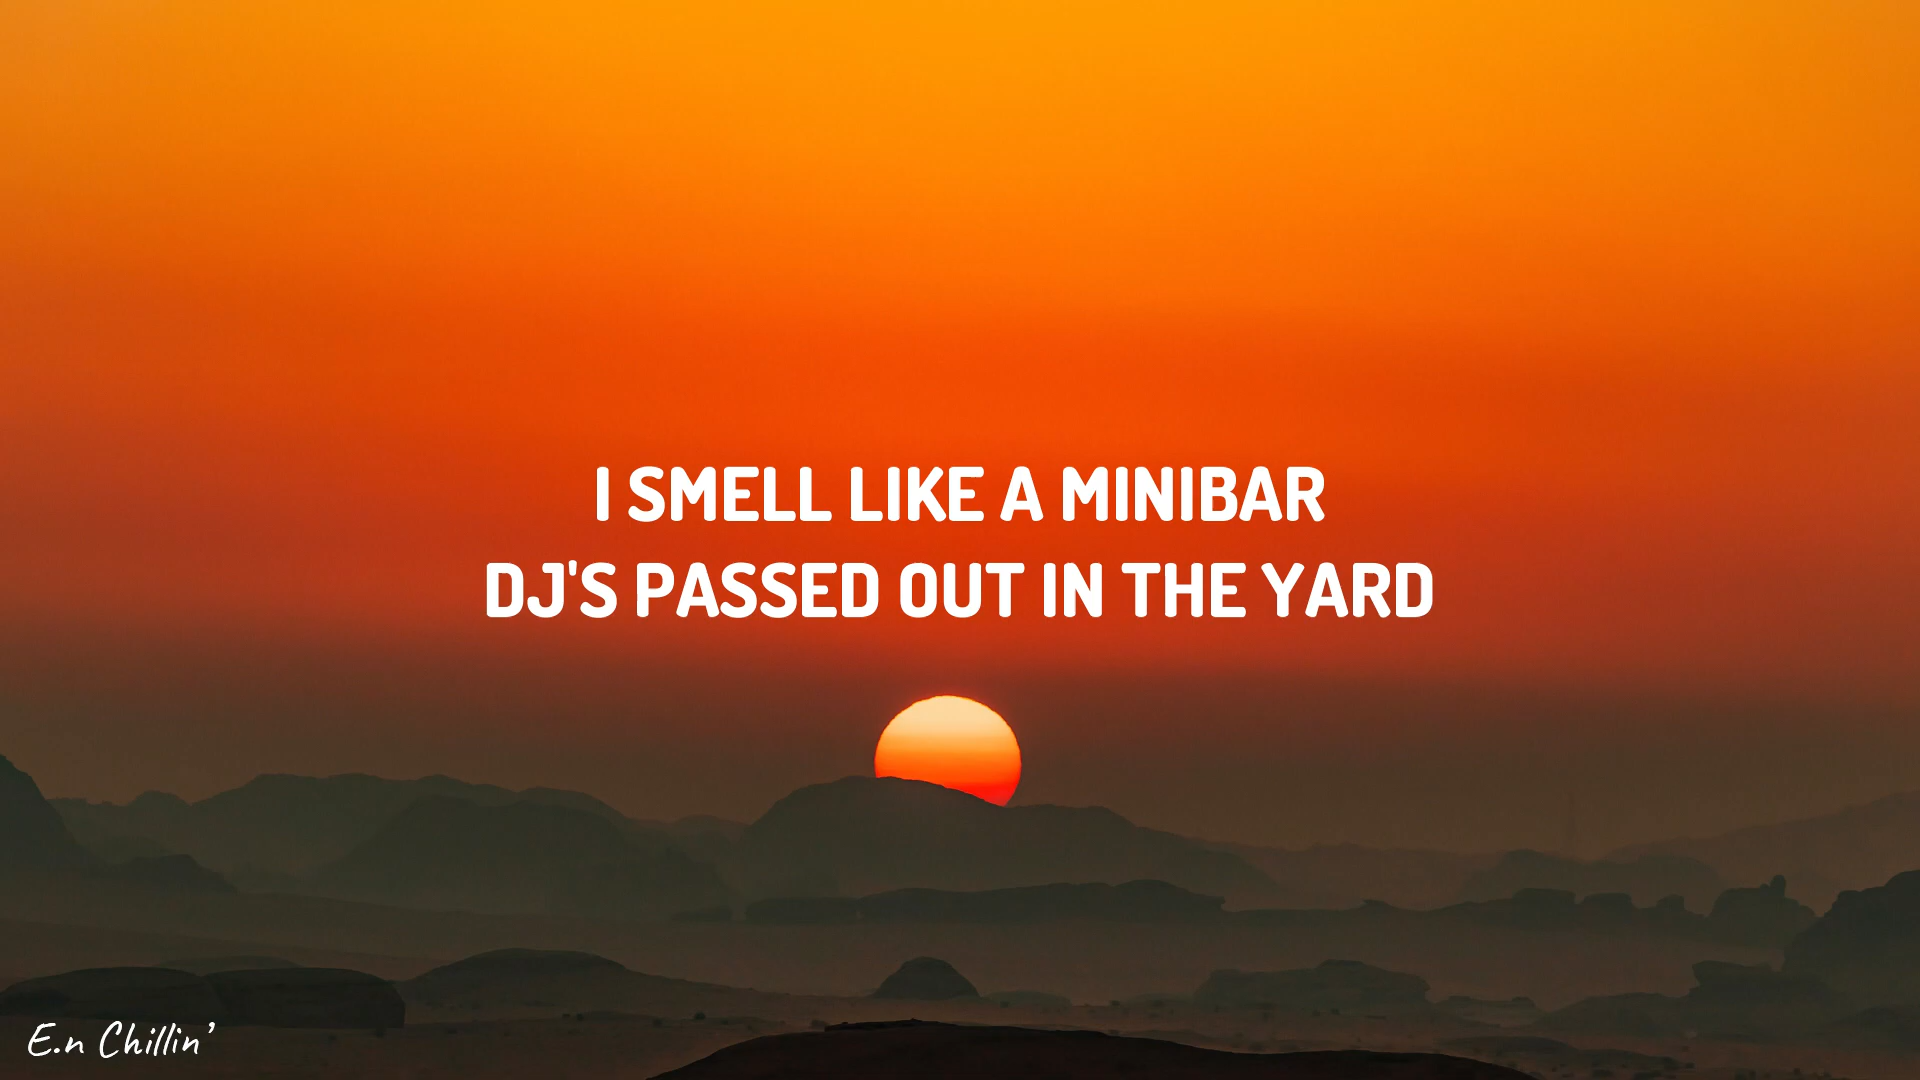 I SMELL LIKE A MINIBAR
DJ'S PASSED OUT IN THE YARD
E.n Chillin’